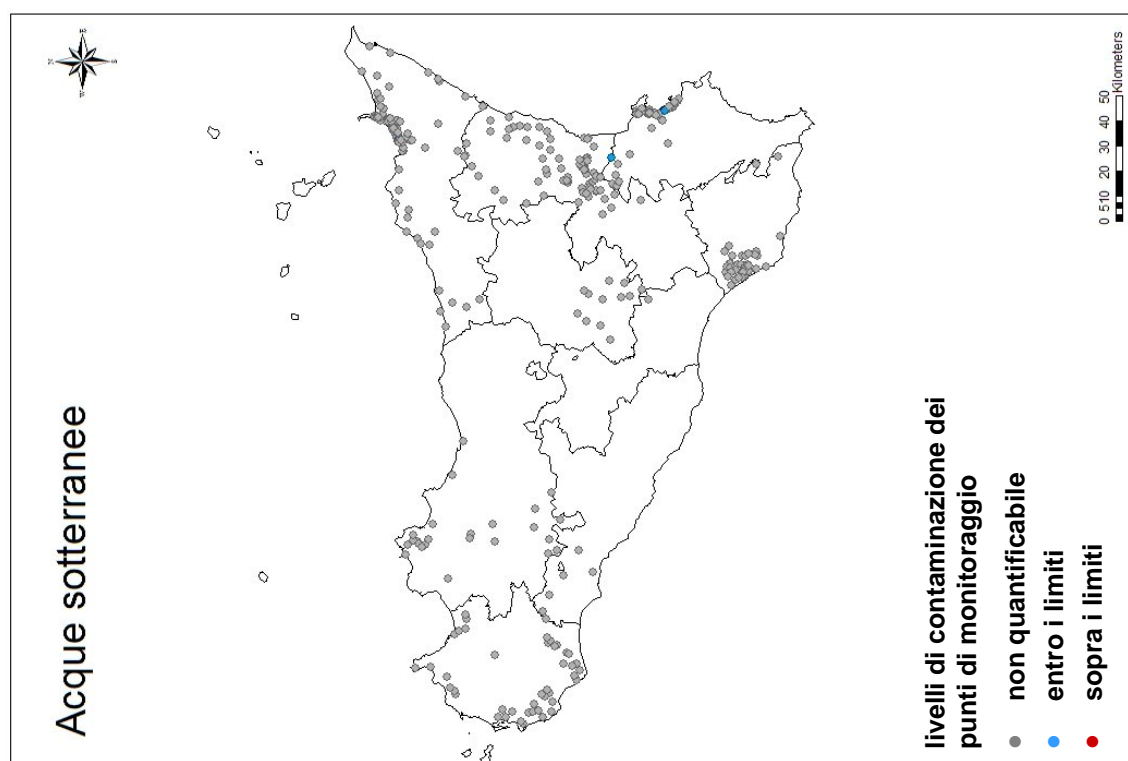 Acque sotterranee
N
E
S
W
livelli di contaminazione dei
punti di monitoraggio
non quantificabile
entro i limiti
sopra i limiti
0 5 10 20 30 40 50
Kilometers